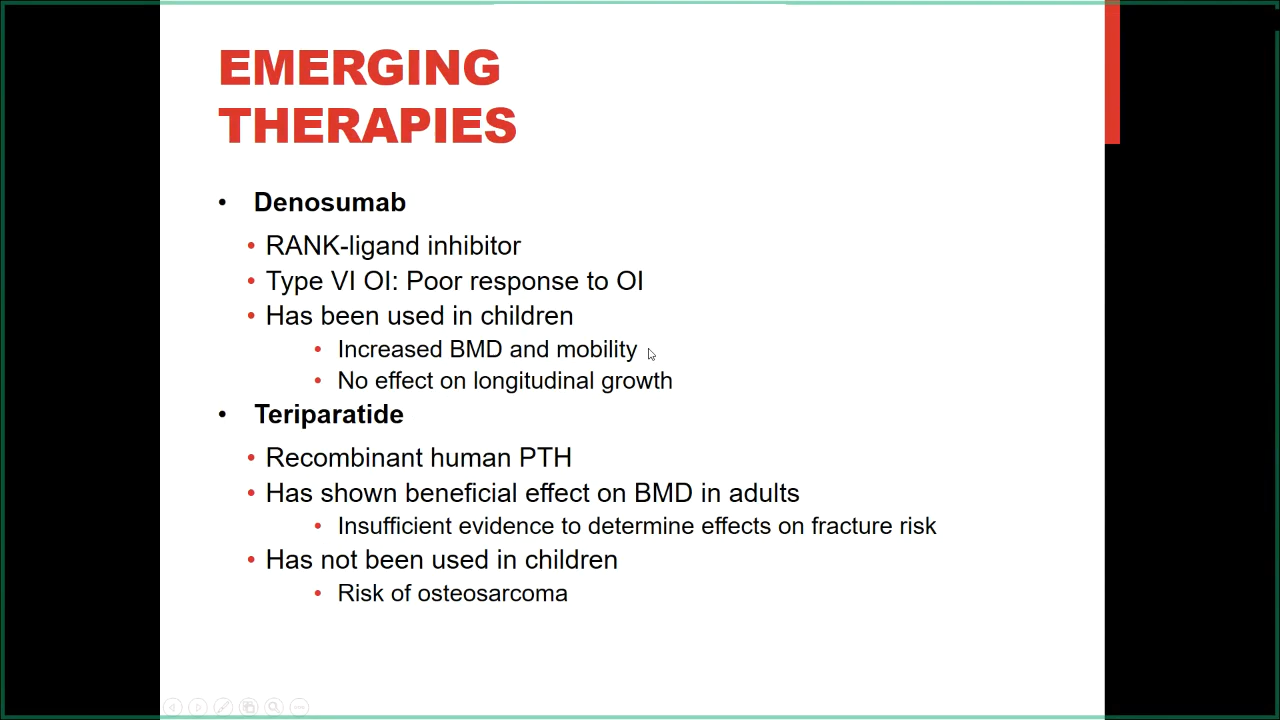 EMERGING
THERAPIES
• Denosumab
• RANK-ligand inhibitor
• Type VI OI: Poor response to OI
• Has been used in children
• Increased BMD and mobility
• No effect on longitudinal growth
• Teriparatide
• Recombinant human PTH
• Has shown beneficial effect on BMD in adults
• Insufficient evidence to determine effects on fracture risk
• Has not been used in children
• Risk of osteosarcoma